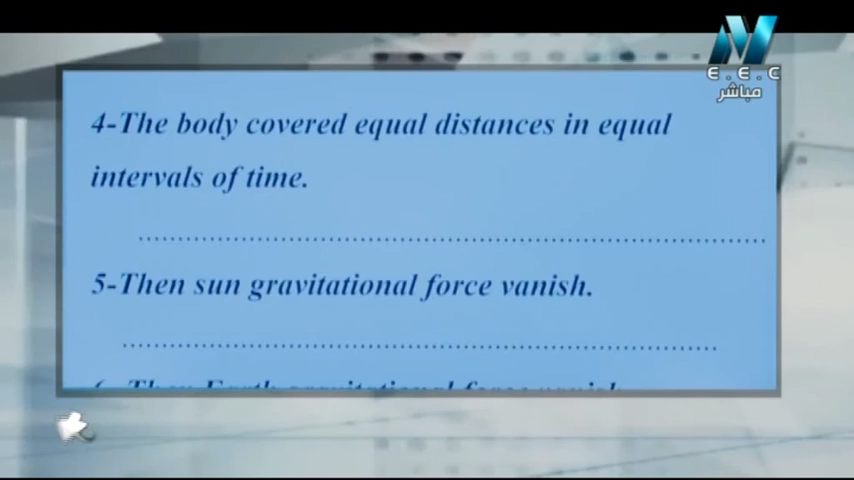 E.E.C
مباشر
4-The body covered equal distances in equal
intervals of time.
5-Then sun gravitational force vanish.